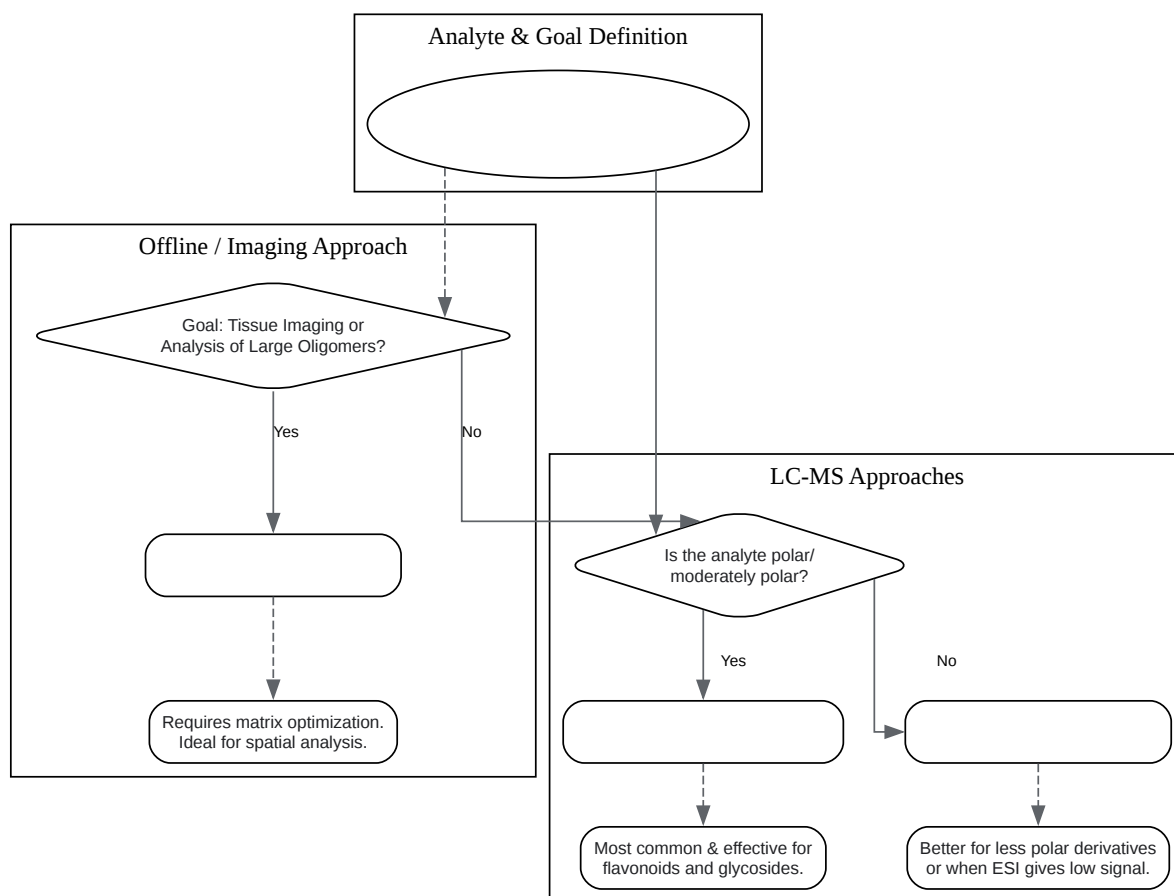 Analyte & Goal Definition
Offline / Imaging Approach
Goal: Tissue Imaging or
Analysis of Large Oligomers?
Yes
No
Requires matrix optimization.
Ideal for spatial analysis.
LC-MS Approaches
Is the analyte polar/
moderately polar?
Yes
No
Most common & effective for
flavonoids and glycosides.
Better for less polar derivatives
or when ESI gives low signal.